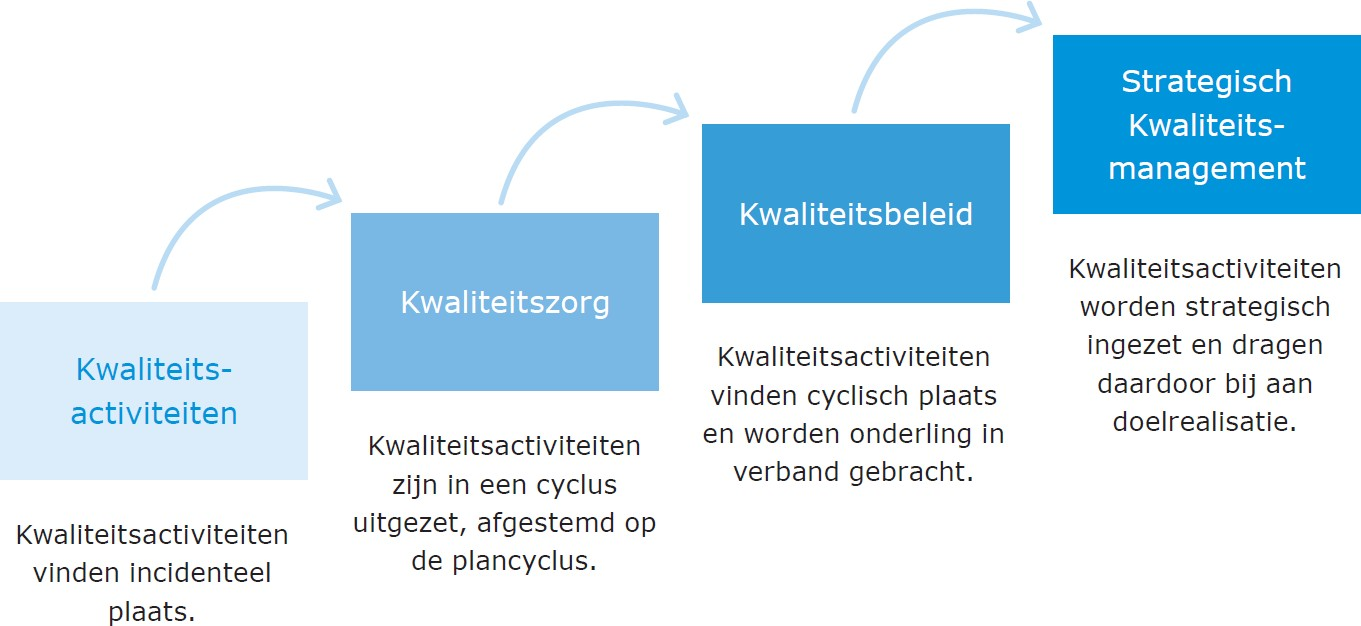 Kwaliteits-
activiteiten
Kwaliteitsactiviteiten
vinden incidenteel
plaats.
Kwaliteitszorg
Kwaliteitsactiviteiten
zijn in een cyclus
uitgezet, afgestemd op
de plancyclus.
Kwaliteitsbeleid
Kwaliteitsactiviteiten
vinden cyclisch plaats
en worden onderling in
verband gebracht.
Strategisch
Kwaliteits-
management
Kwaliteitsactiviteiten
worden strategisch
ingezet en dragen
daardoor bij aan
doelrealisatie.